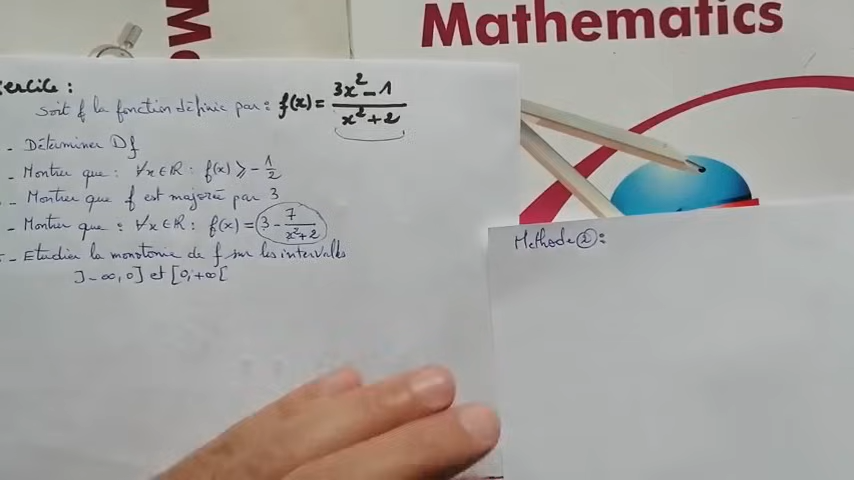 Mathematics
ercice :
soit f la fonction définie par : f(x) = (3x² - 1)/(x² + 2)
- Déterminer Df
- Montrer que : ∀x∈ℝ : f(x) ⩾ - 1/2
- Montrer que f est majorée par 3
- Montrer que : ∀x∈ℝ : f(x) = 3 - 7/(x²+2)
- Etudier la monotonie de f sur les intervalles
]-∞,0] et [0,+∞[
Methode ② :